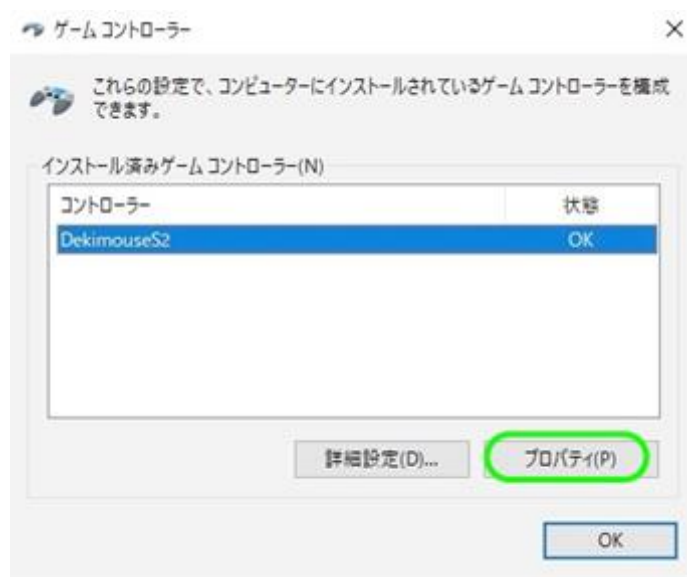 ゲーム コントローラー
これらの設定で、コンピューターにインストールされているゲーム コントローラーを構成
できます。
インストール済みゲーム コントローラー(N)
コントローラー 状態
DekimouseS2 OK
詳細設定(D)... プロパティ(P)
OK